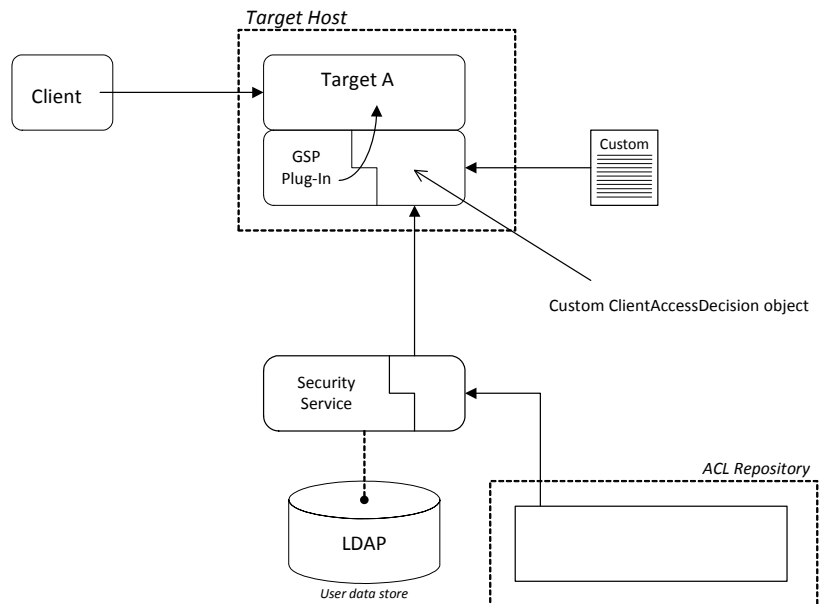 Target Host
Target A
Client
GSP
Plug-In
Custom
Custom ClientAccessDecision object
Security
Service
ACL Repository
LDAP
User data store